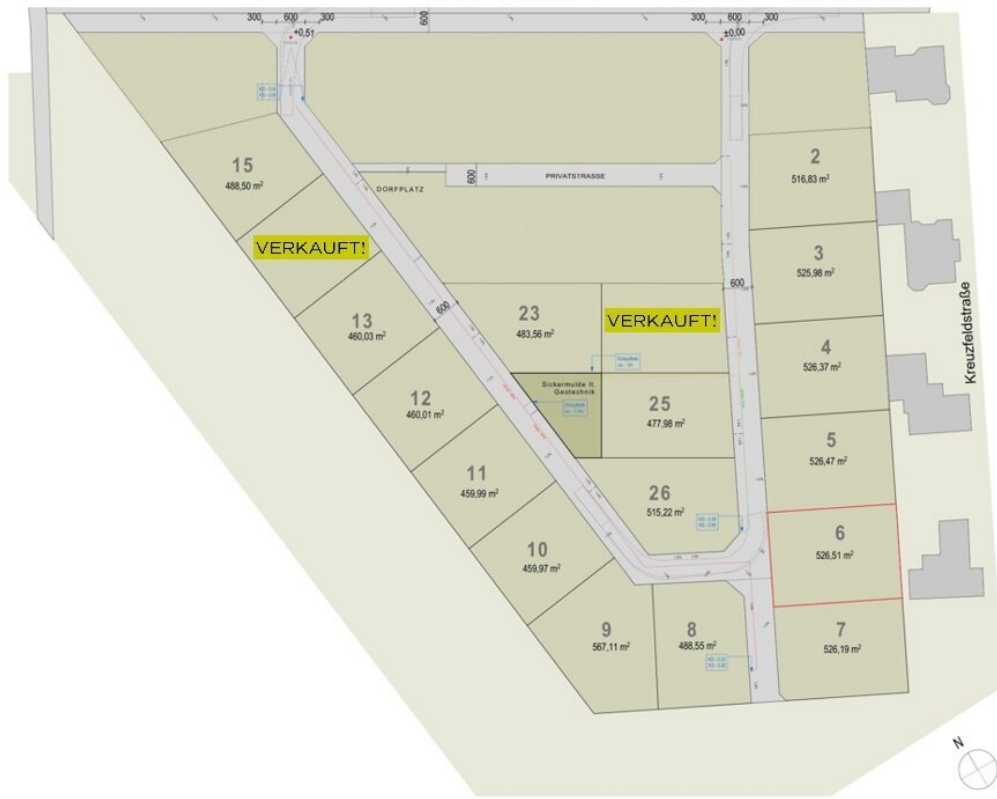 300 600 300
600
300 600 300
+0,51
±0,00
15
488,50 m²
DORFPLATZ
600
PRIVATSTRASSE
2
516,83 m²
VERKAUFT!
3
525,98 m²
600
600
13
460,03 m²
23
483,56 m²
VERKAUFT!
4
526,37 m²
Kreuzfeldstraße
12
460,01 m²
Sickermulde lt.
Geotechnik
25
477,98 m²
5
526,47 m²
11
459,99 m²
26
515,22 m²
6
526,51 m²
10
459,97 m²
9
567,11 m²
8
488,55 m²
7
526,19 m²
N